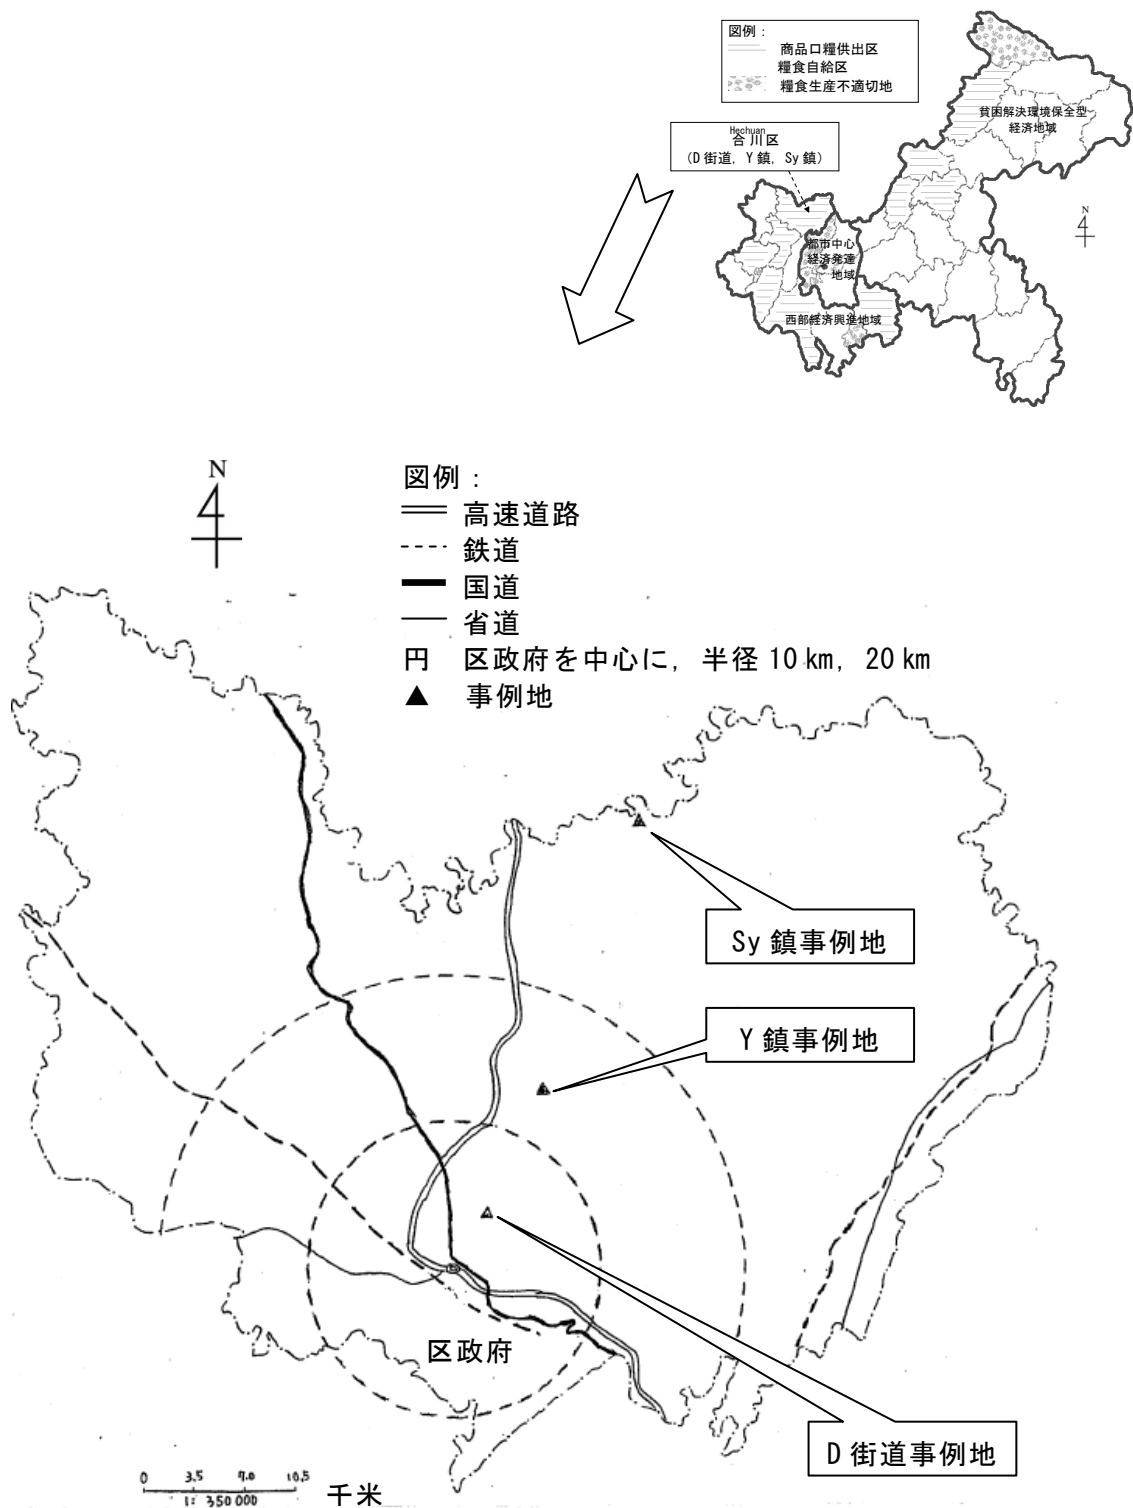 図例：
商品口糧供出区
糧食自給区
糧食生産不適切地
Hechuan
合川区
(D 街道, Y 鎮, Sy 鎮)
貧困解決環境保全型
経済地域
N
都市中心
経済発達
地域
西部経済興進地域
N
図例：
高速道路
鉄道
国道
省道
円 区政府を中心に, 半径 10 km, 20 km
▲ 事例地
Sy 鎮事例地
Y 鎮事例地
区政府
D 街道事例地
0 3.5 7.0 10.5
1: 350 000 千米